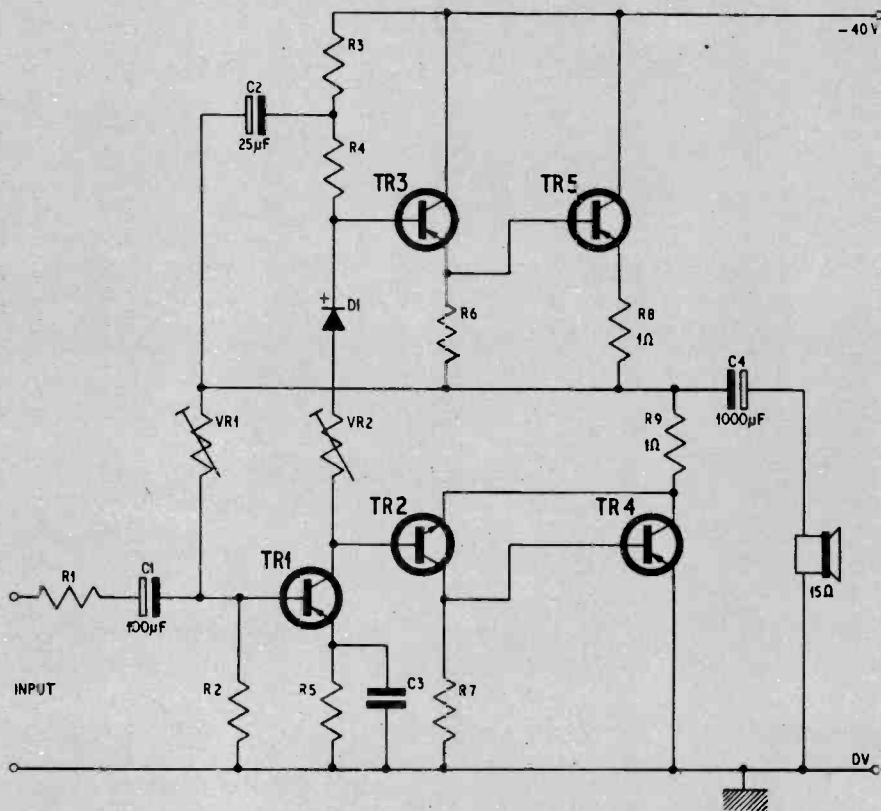 R3
-40V
C2
25µF
R4
TR3
TR5
+
D1
R6
R8
1Ω
C4
1000µF
VR1
VR2
R9
1Ω
TR2
TR4
TR1
R1
C1
100µF
15Ω
INPUT
R2
R5
C3
R7
0V